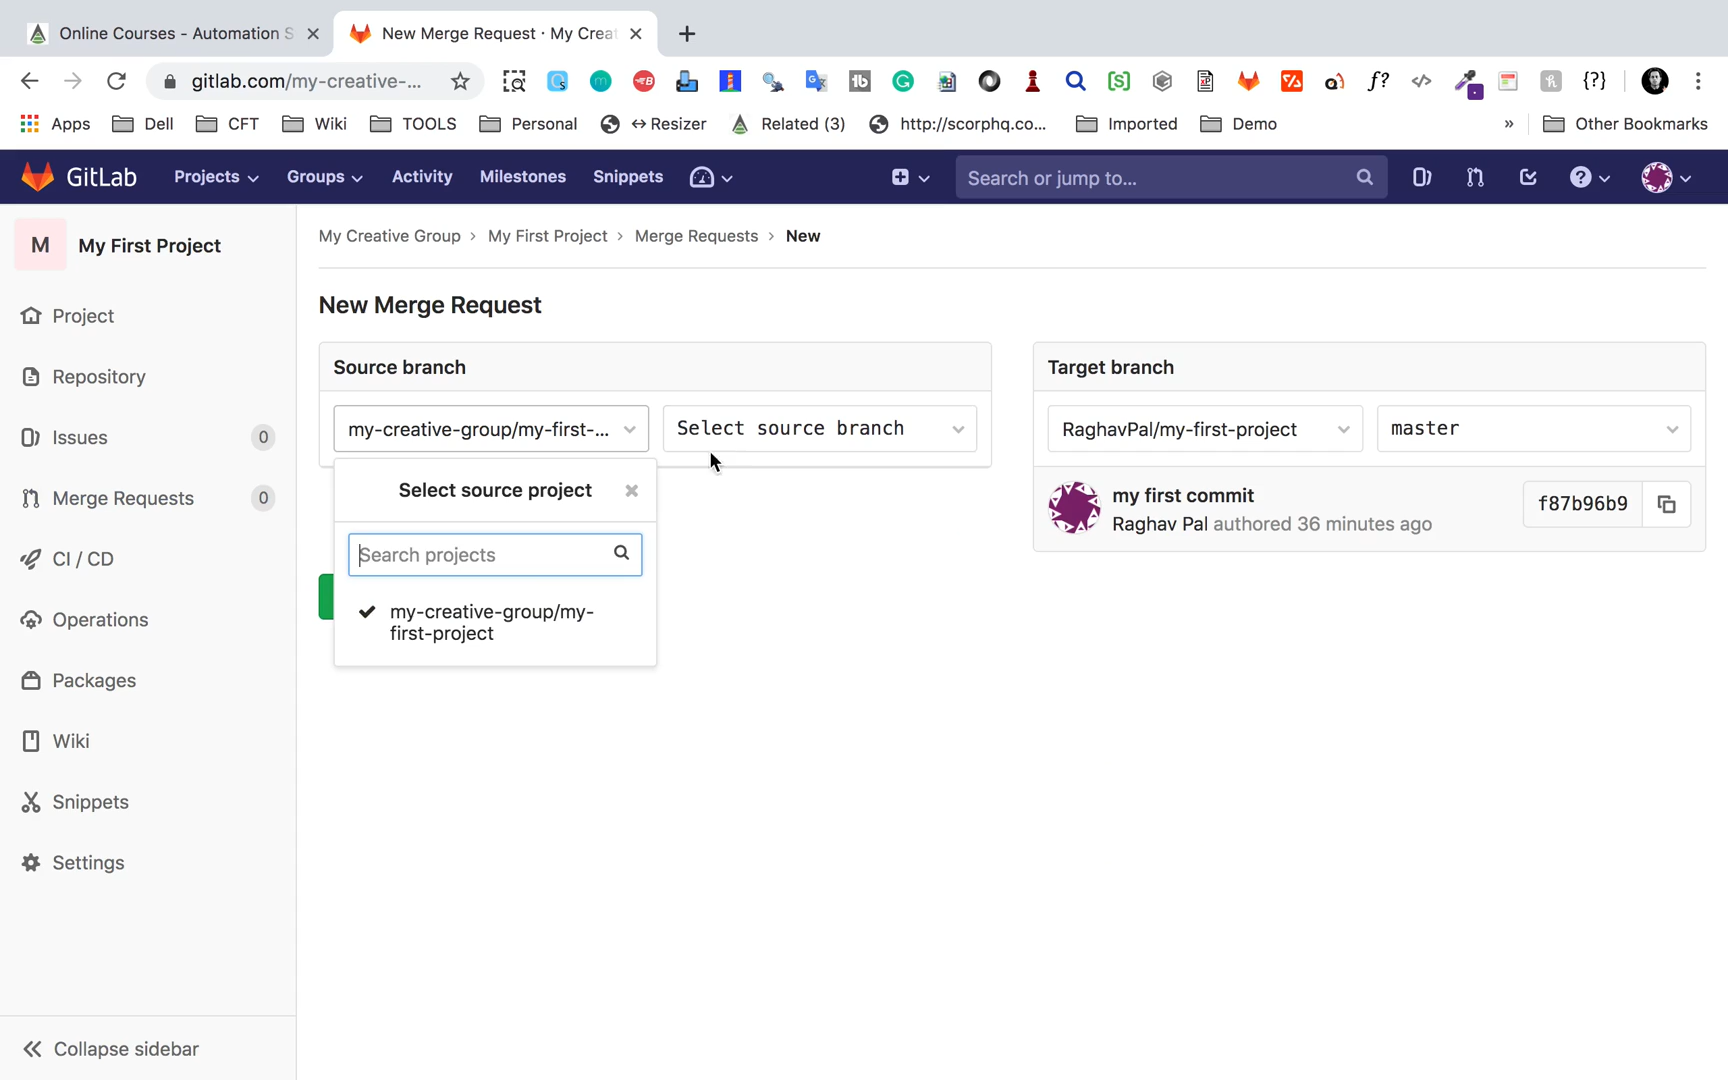 Online Courses - Automation S
New Merge Request · My Creat
gitlab.com/my-creative-...
Apps
Dell
CFT
Wiki
TOOLS
Personal
↔ Resizer
Related (3)
http://scorphq.co...
Imported
Demo
»
Other Bookmarks
GitLab
Projects
Groups
Activity
Milestones
Snippets
Search or jump to...
M
My First Project
My Creative Group › My First Project › Merge Requests › New
Project
Repository
Issues 0
Merge Requests 0
CI / CD
Operations
Packages
Wiki
Snippets
Settings
Collapse sidebar
New Merge Request
Source branch
my-creative-group/my-first-...
Select source branch
Select source project
Search projects
my-creative-group/my-
first-project
Target branch
RaghavPal/my-first-project
master
my first commit
Raghav Pal authored 36 minutes ago
f87b96b9